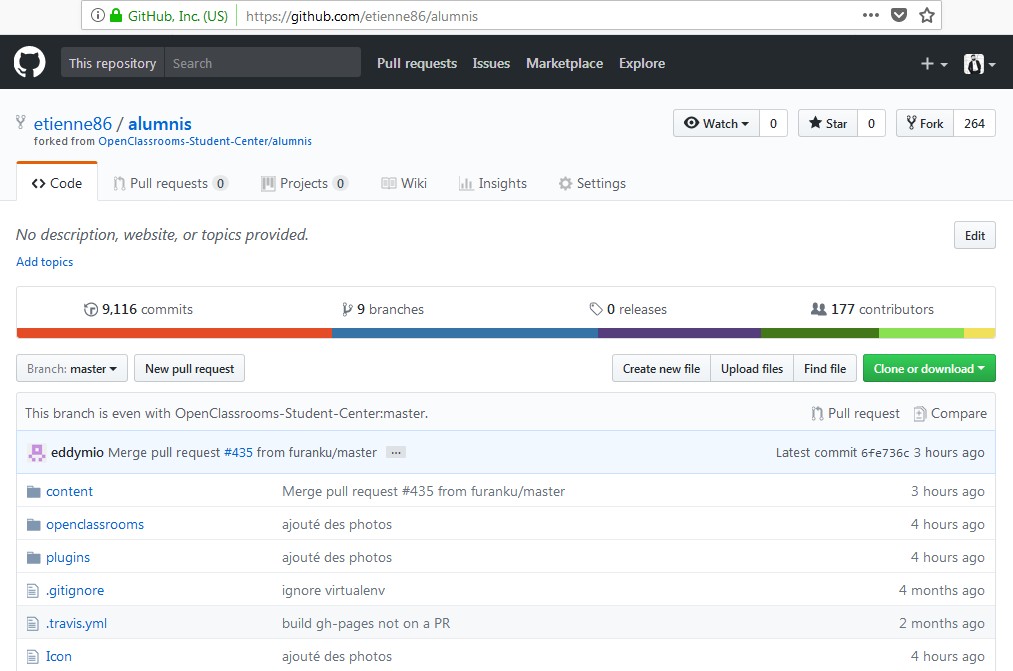 GitHub, Inc. (US) https://github.com/etienne86/alumnis
This repository Search Pull requests Issues Marketplace Explore
etienne86 / alumnis Watch 0 Star 0 Fork 264
forked from OpenClassrooms-Student-Center/alumnis
Code Pull requests 0 Projects 0 Wiki Insights Settings
No description, website, or topics provided. Edit
Add topics
9,116 commits 9 branches 0 releases 177 contributors
Branch: master New pull request Create new file Upload files Find file Clone or download
This branch is even with OpenClassrooms-Student-Center:master. Pull request Compare
eddymio Merge pull request #435 from furanku/master ... Latest commit 6fe736c 3 hours ago
content Merge pull request #435 from furanku/master 3 hours ago
openclassrooms ajouté des photos 4 hours ago
plugins ajouté des photos 4 hours ago
.gitignore ignore virtualenv 4 months ago
.travis.yml build gh-pages not on a PR 2 months ago
Icon ajouté des photos 4 hours ago